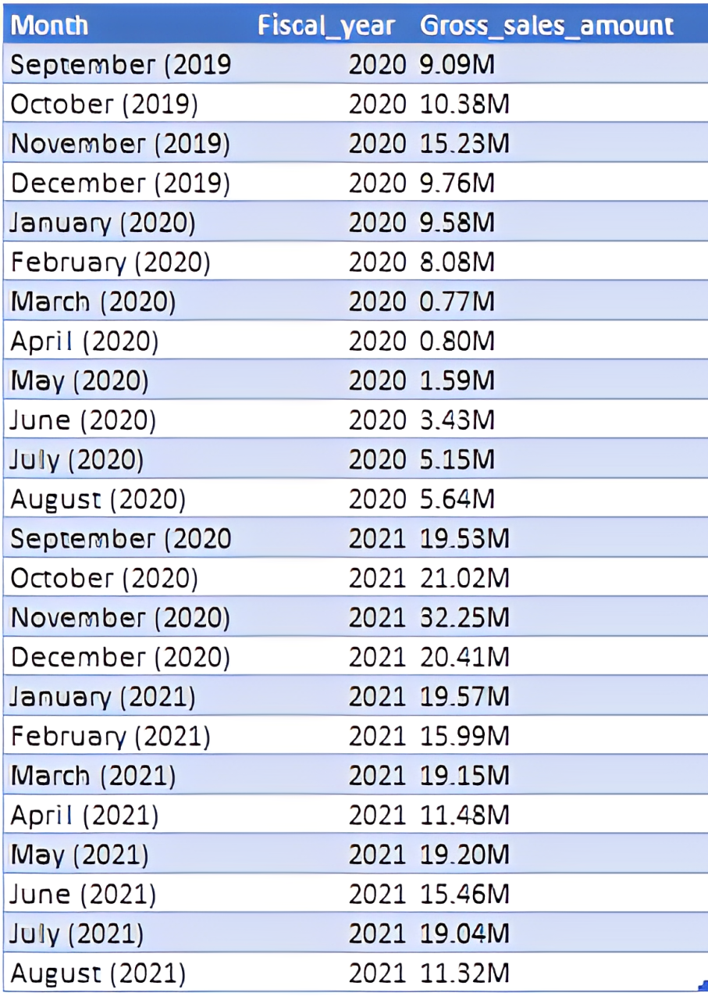 Month Fiscal_year Gross_sales_amount
September (2019 2020 9.09M
October (2019) 2020 10.38M
November (2019) 2020 15.23M
December (2019) 2020 9.76M
January (2020) 2020 9.58M
February (2020) 2020 8.08M
March (2020) 2020 0.77M
April (2020) 2020 0.80M
May (2020) 2020 1.59M
June (2020) 2020 3.43M
July (2020) 2020 5.15M
August (2020) 2020 5.64M
September (2020 2021 19.53M
October (2020) 2021 21.02M
November (2020) 2021 32.25M
December (2020) 2021 20.41M
January (2021) 2021 19.57M
February (2021) 2021 15.99M
March (2021) 2021 19.15M
April (2021) 2021 11.48M
May (2021) 2021 19.20M
June (2021) 2021 15.46M
July (2021) 2021 19.04M
August (2021) 2021 11.32M